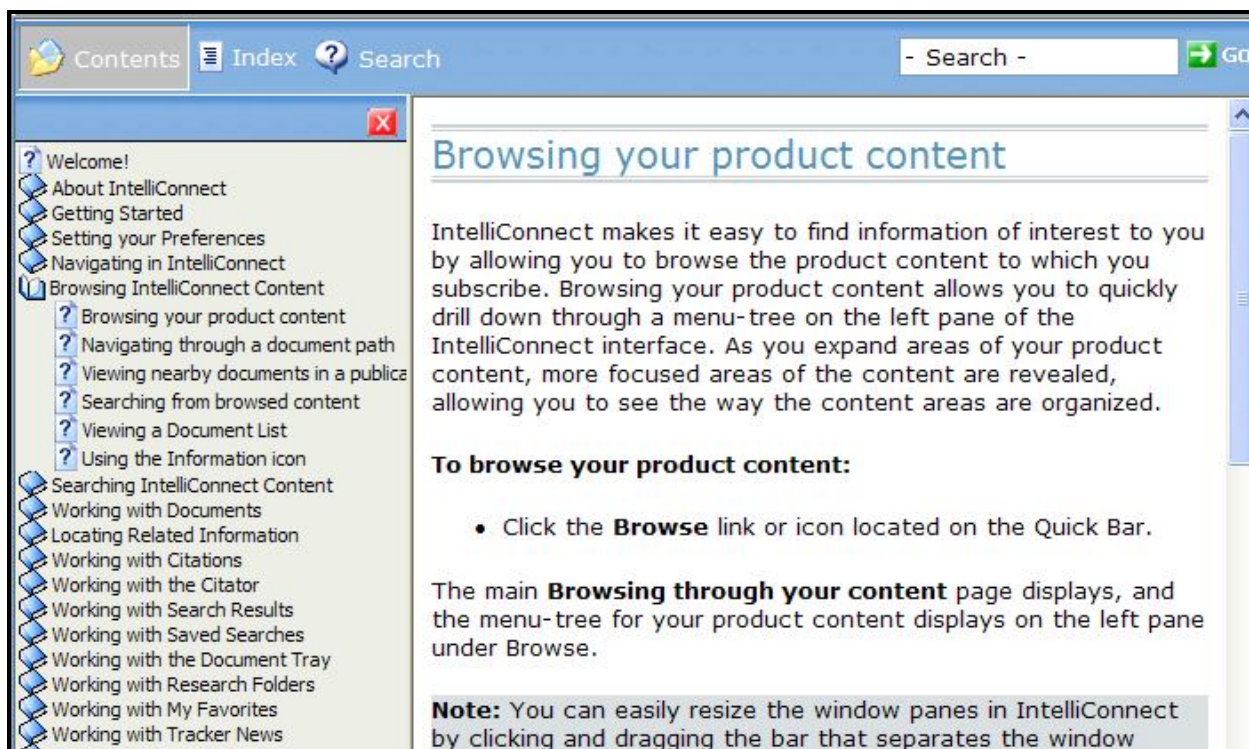 Contents Index Search - Search - Go
Welcome!
About IntelliConnect
Getting Started
Setting your Preferences
Navigating in IntelliConnect
Browsing IntelliConnect Content
Browsing your product content
Navigating through a document path
Viewing nearby documents in a publica
Searching from browsed content
Viewing a Document List
Using the Information icon
Searching IntelliConnect Content
Working with Documents
Locating Related Information
Working with Citations
Working with the Citator
Working with Search Results
Working with Saved Searches
Working with the Document Tray
Working with Research Folders
Working with My Favorites
Working with Tracker News
Browsing your product content
IntelliConnect makes it easy to find information of interest to you
by allowing you to browse the product content to which you
subscribe. Browsing your product content allows you to quickly
drill down through a menu-tree on the left pane of the
IntelliConnect interface. As you expand areas of your product
content, more focused areas of the content are revealed,
allowing you to see the way the content areas are organized.
To browse your product content:
• Click the Browse link or icon located on the Quick Bar.
The main Browsing through your content page displays, and
the menu-tree for your product content displays on the left pane
under Browse.
Note: You can easily resize the window panes in IntelliConnect
by clicking and dragging the bar that separates the window